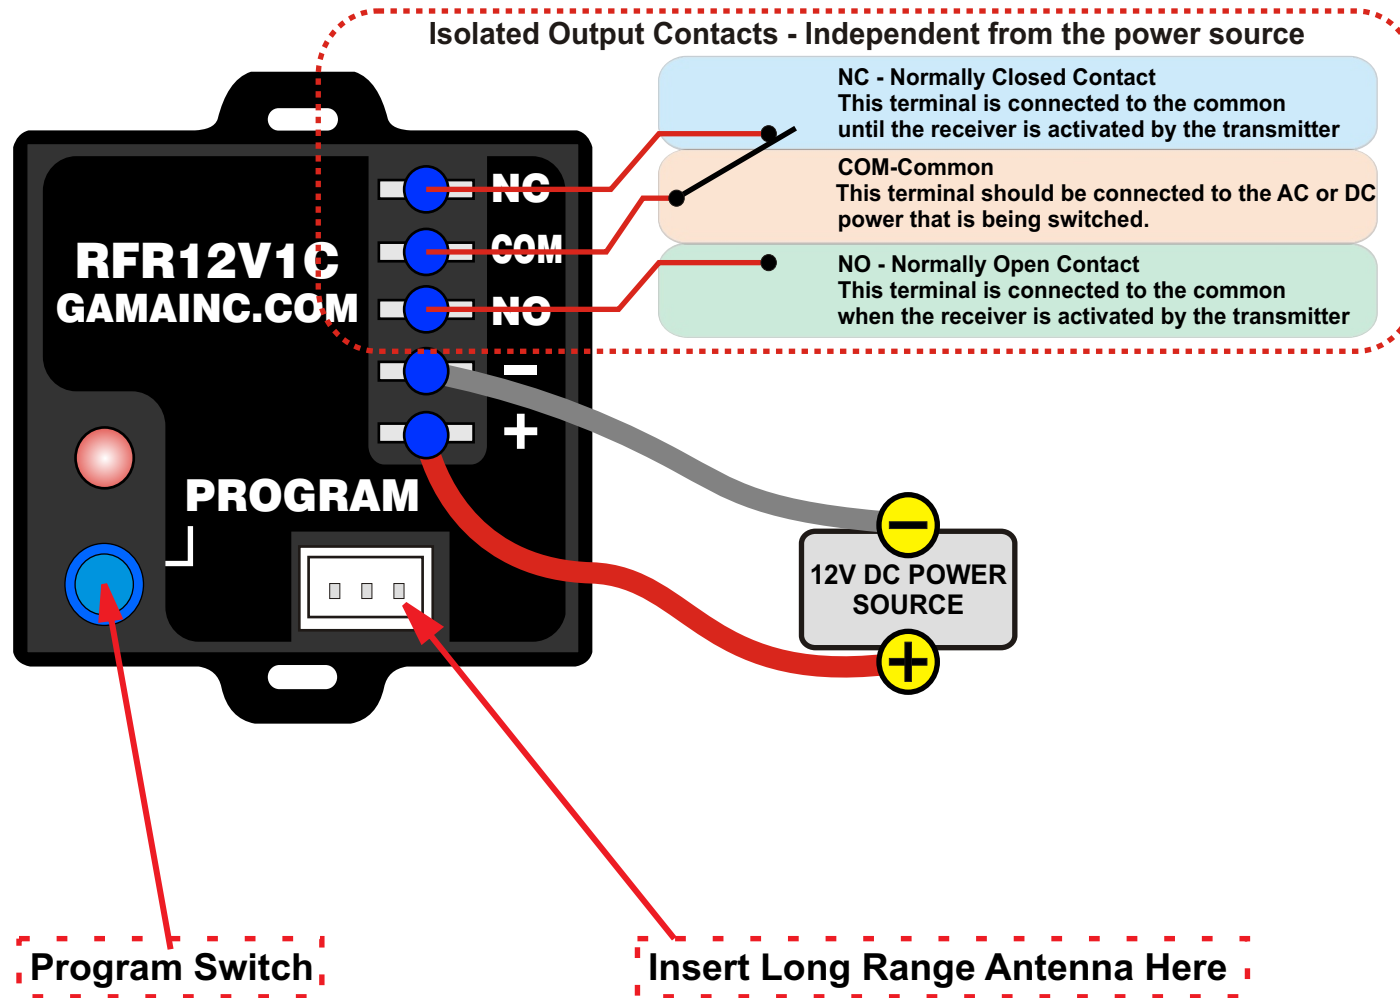 Isolated Output Contacts - Independent from the power source
NC - Normally Closed Contact
This terminal is connected to the common
until the receiver is activated by the transmitter
COM-Common
This terminal should be connected to the AC or DC
power that is being switched.
NO - Normally Open Contact
This terminal is connected to the common
when the receiver is activated by the transmitter
NC
COM
NO
−
+
RFR12V1C
GAMAINC.COM
PROGRAM
−
12V DC POWER
SOURCE
+
Program Switch
Insert Long Range Antenna Here